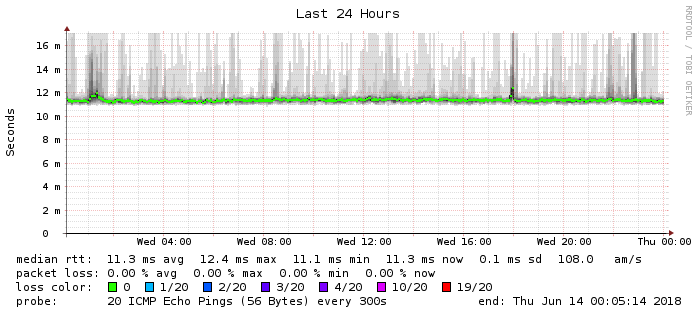 Last 24 Hours
RRDTOOL / TOBI OETIKER
Seconds
16 m
14 m
12 m
10 m
8 m
6 m
4 m
2 m
0
Wed 04:00 Wed 08:00 Wed 12:00 Wed 16:00 Wed 20:00 Thu 00:00
median rtt: 11.3 ms avg 12.4 ms max 11.1 ms min 11.3 ms now 0.1 ms sd 108.0 am/s
packet loss: 0.00 % avg 0.00 % max 0.00 % min 0.00 % now
loss color: 0 1/20 2/20 3/20 4/20 10/20 19/20
probe: 20 ICMP Echo Pings (56 Bytes) every 300s end: Thu Jun 14 00:05:14 2018